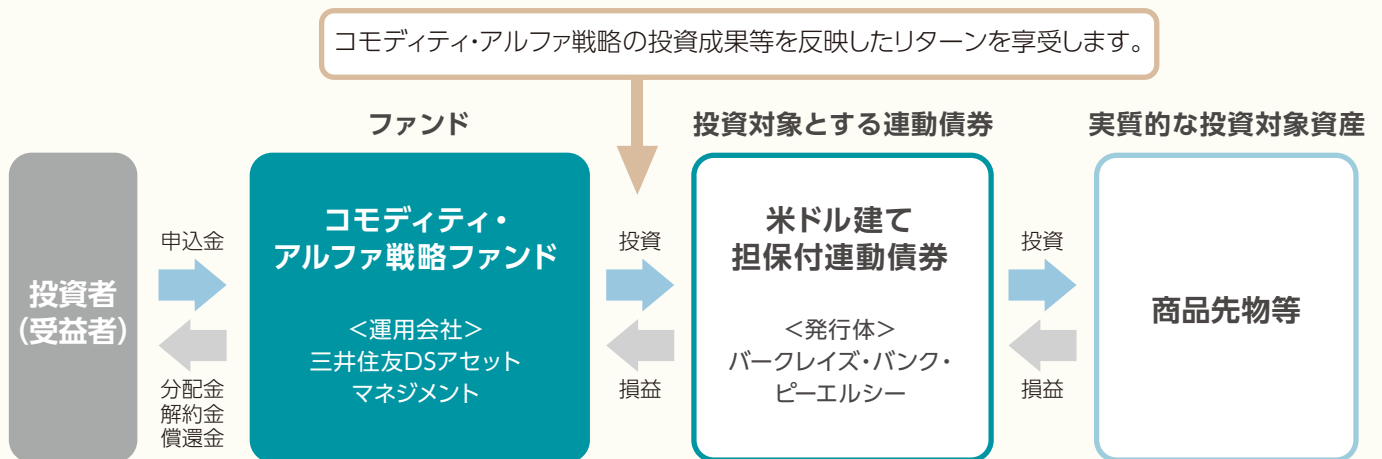 コモディティ・アルファ戦略の投資成果等を反映したリターンを享受します。
ファンド
投資対象とする連動債券
実質的な投資対象資産
投資者
(受益者)
申込金
分配金
解約金
償還金
コモディティ・
アルファ戦略ファンド
＜運用会社＞
三井住友DSアセット
マネジメント
投資
損益
米ドル建て
担保付連動債券
＜発行体＞
バークレイズ・バンク・
ピーエルシー
投資
損益
商品先物等